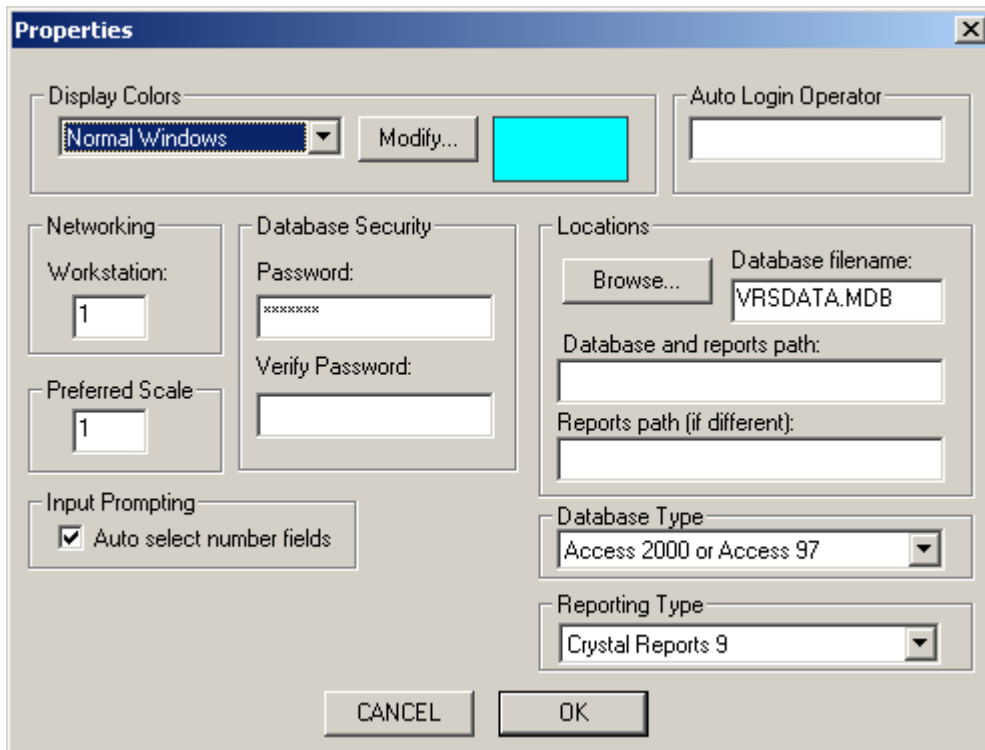 Properties
Display Colors
Normal Windows
Modify...
Auto Login Operator
Networking
Workstation:
1
Preferred Scale
1
Database Security
Password:
*******
Verify Password:
Locations
Browse...
Database filename:
VRSDATA.MDB
Database and reports path:
Reports path (if different):
Input Prompting
Auto select number fields
Database Type
Access 2000 or Access 97
Reporting Type
Crystal Reports 9
CANCEL
OK